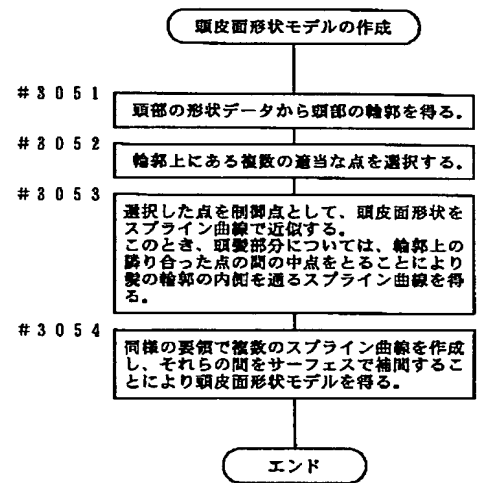 頭皮面形状モデルの作成
#3051
頭部の形状データから頭部の輪郭を得る。
#3052
輪郭上にある複数の適当な点を選択する。
#3053
選択した点を制御点として、頭皮面形状を
スプライン曲線で近似する。
このとき、頭髪部分については、輪郭上の
隣り合った点の間の中点をとることにより
髪の輪郭の内側を通るスプライン曲線を得
る。
#3054
同様の要領で複数のスプライン曲線を作成
し、それらの間をサーフェスで補間するこ
とにより頭皮面形状モデルを得る。
エンド